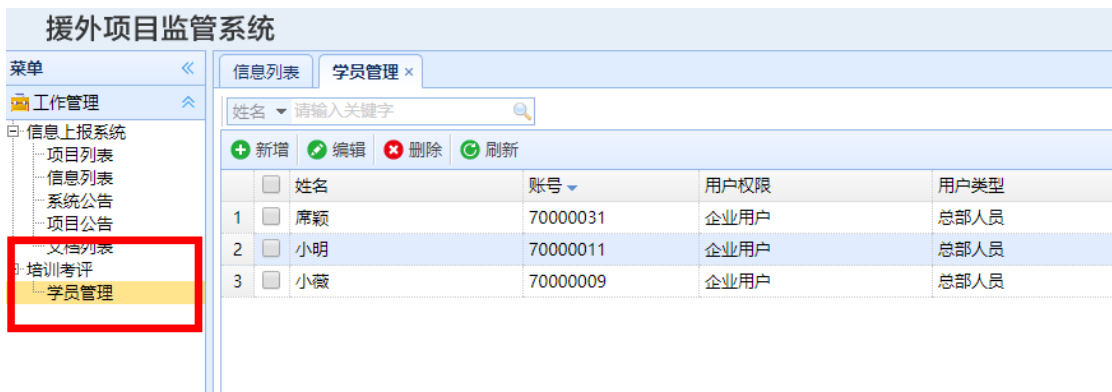 援外项目监管系统
菜单
工作管理
信息上报系统
项目列表
信息列表
系统公告
项目公告
文档列表
培训考评
学员管理
信息列表 学员管理 ×
姓名 请输入关键字
新增 编辑 删除 刷新
姓名 账号 用户权限 用户类型
1 席颖 70000031 企业用户 总部人员
2 小明 70000011 企业用户 总部人员
3 小薇 70000009 企业用户 总部人员